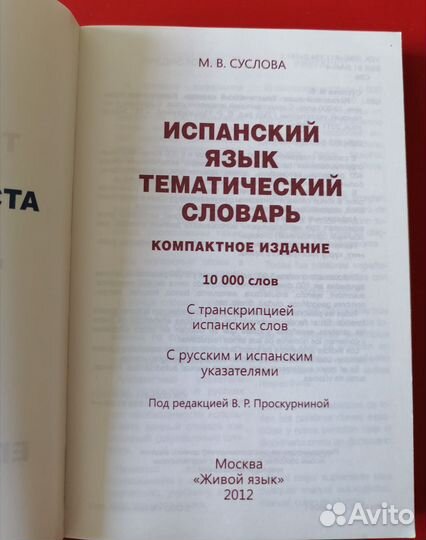 М. В. СУСЛОВА
ИСПАНСКИЙ
ЯЗЫК
ТЕМАТИЧЕСКИЙ
СЛОВАРЬ
КОМПАКТНОЕ ИЗДАНИЕ
10 000 слов
С транскрипцией
испанских слов
С русским и испанским
указателями
Под редакцией В. Р. Проскурниной
Москва
«Живой язык»
2012
СТА
Avito